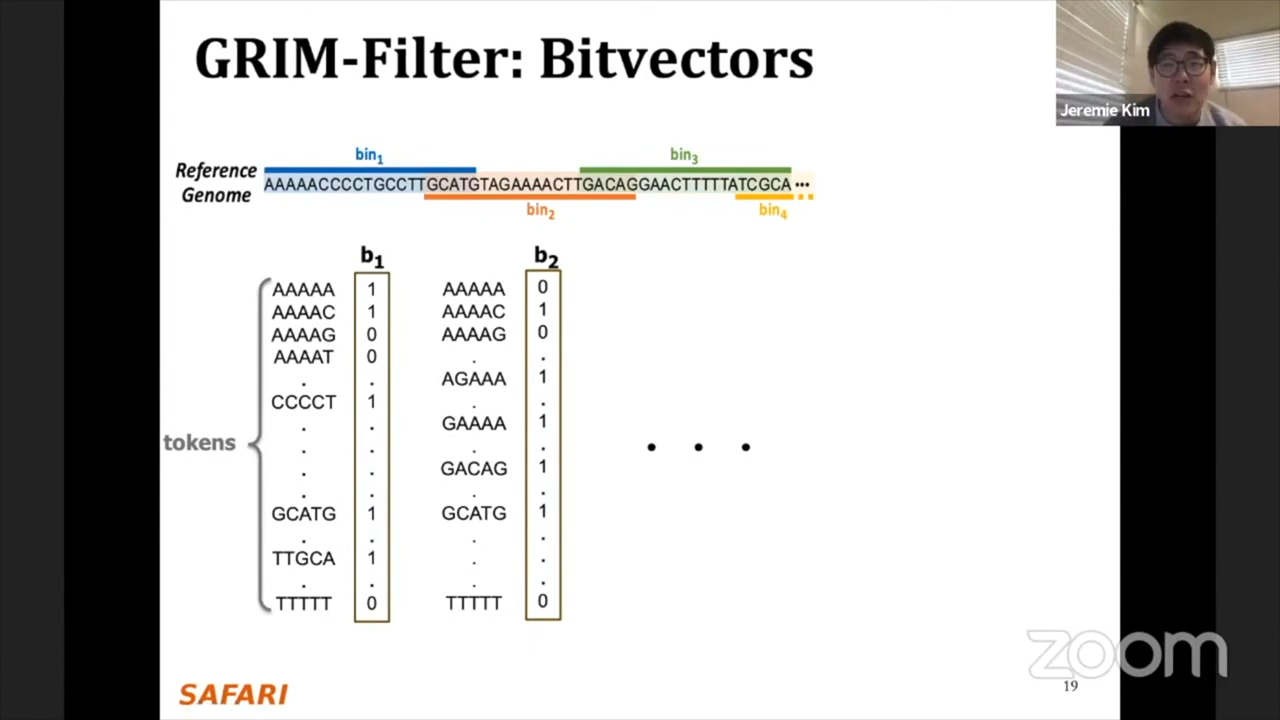 GRIM-Filter: Bitvectors
Jeremie Kim
bin1 bin3
Reference Genome
AAAAACCCCTGCCTTGCATGTAGAAAACTTGACAGGAACTTTTTATCGCA •••
bin2 bin4
b1 b2
AAAAA 1 AAAAA 0
AAAAC 1 AAAAC 1
AAAAG 0 AAAAG 0
AAAAT 0 . .
. . AGAAA 1
CCCCT 1 . .
. . GAAAA 1
tokens
. . . .
. . GACAG 1
. . . .
GCATG 1 GCATG 1
. . . .
TTGCA 1 . .
. . . .
TTTTT 0 TTTTT 0
. . .
zoom
SAFARI
19